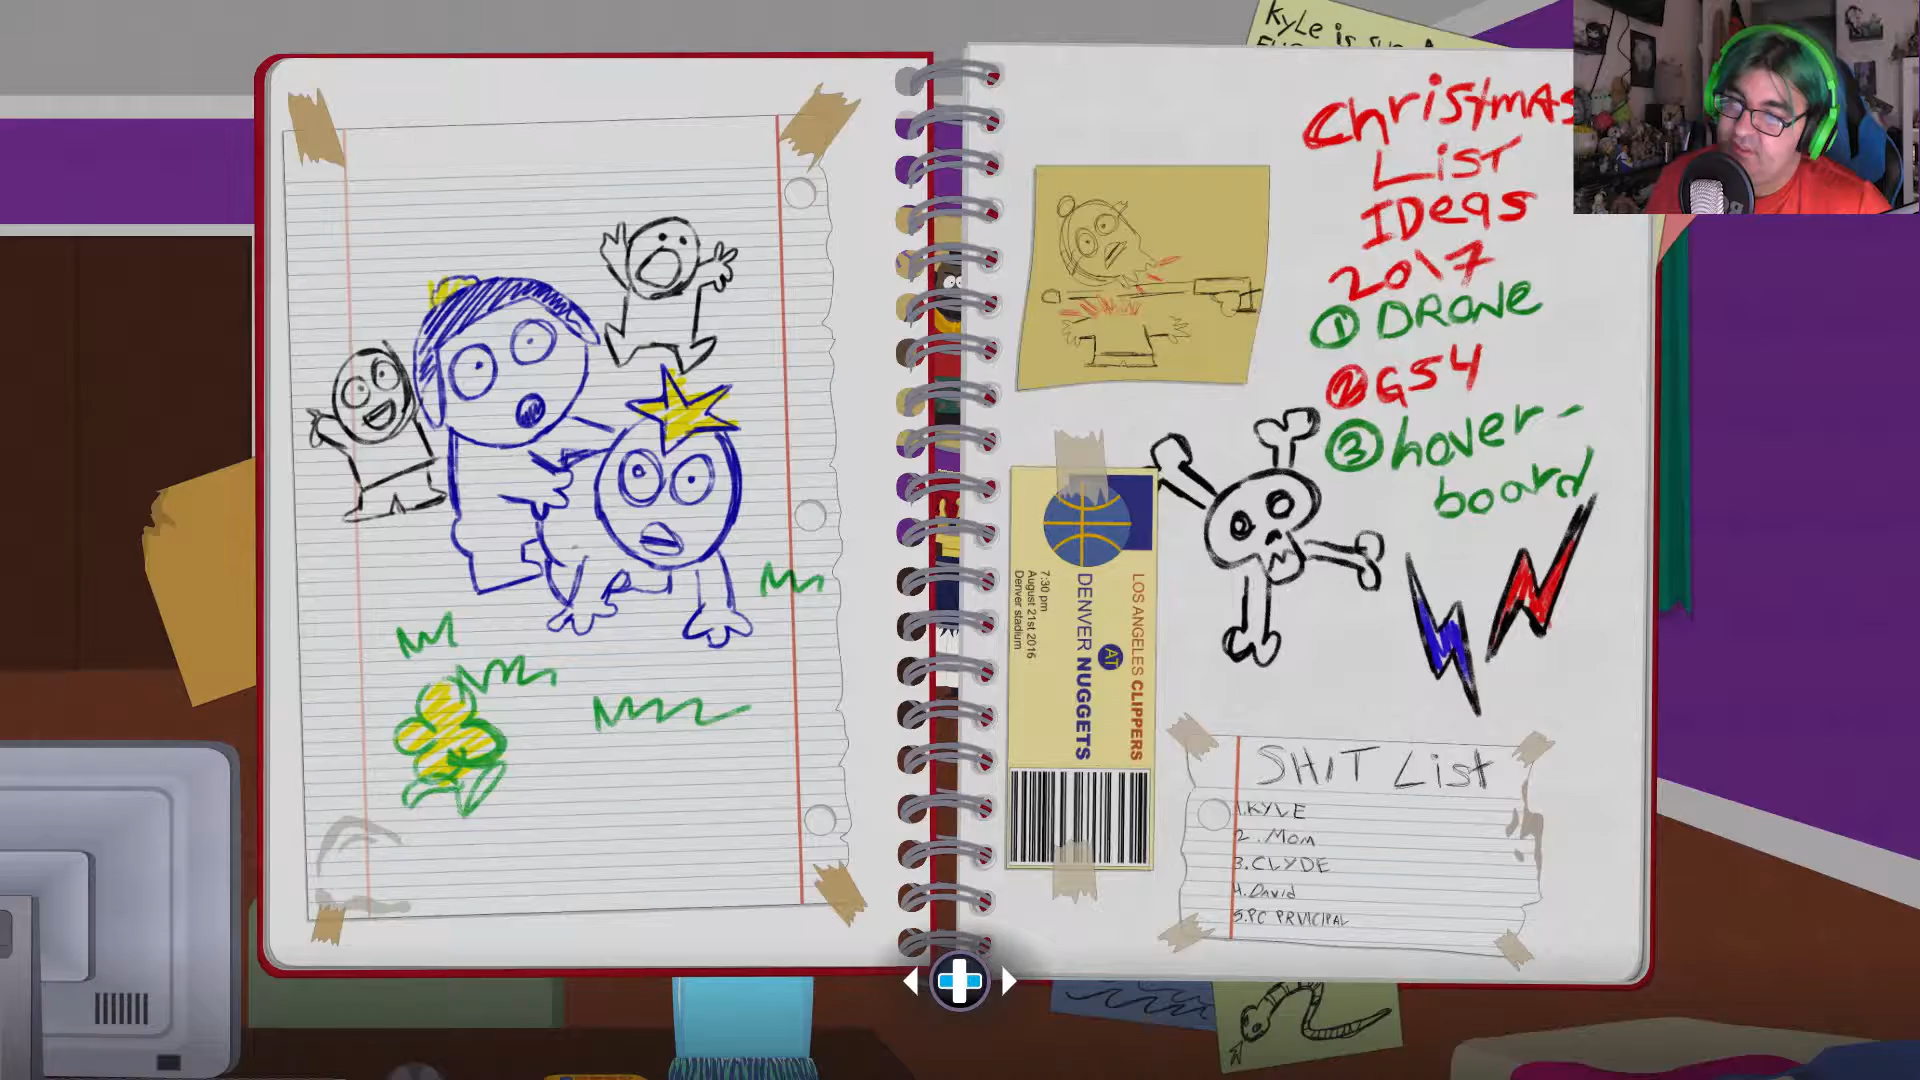 Kyle is
Christmas
List
IDeas
2017
① DRONE
② GS4
③ hover-
board
LOS ANGELES CLIPPERS
AT
DENVER NUGGETS
7:30 pm
August 21st 2016
Denver stadium
SHIT List
1. KYLE
2. Mom
3. CLYDE
4. David
5. PC PRVICIPAL